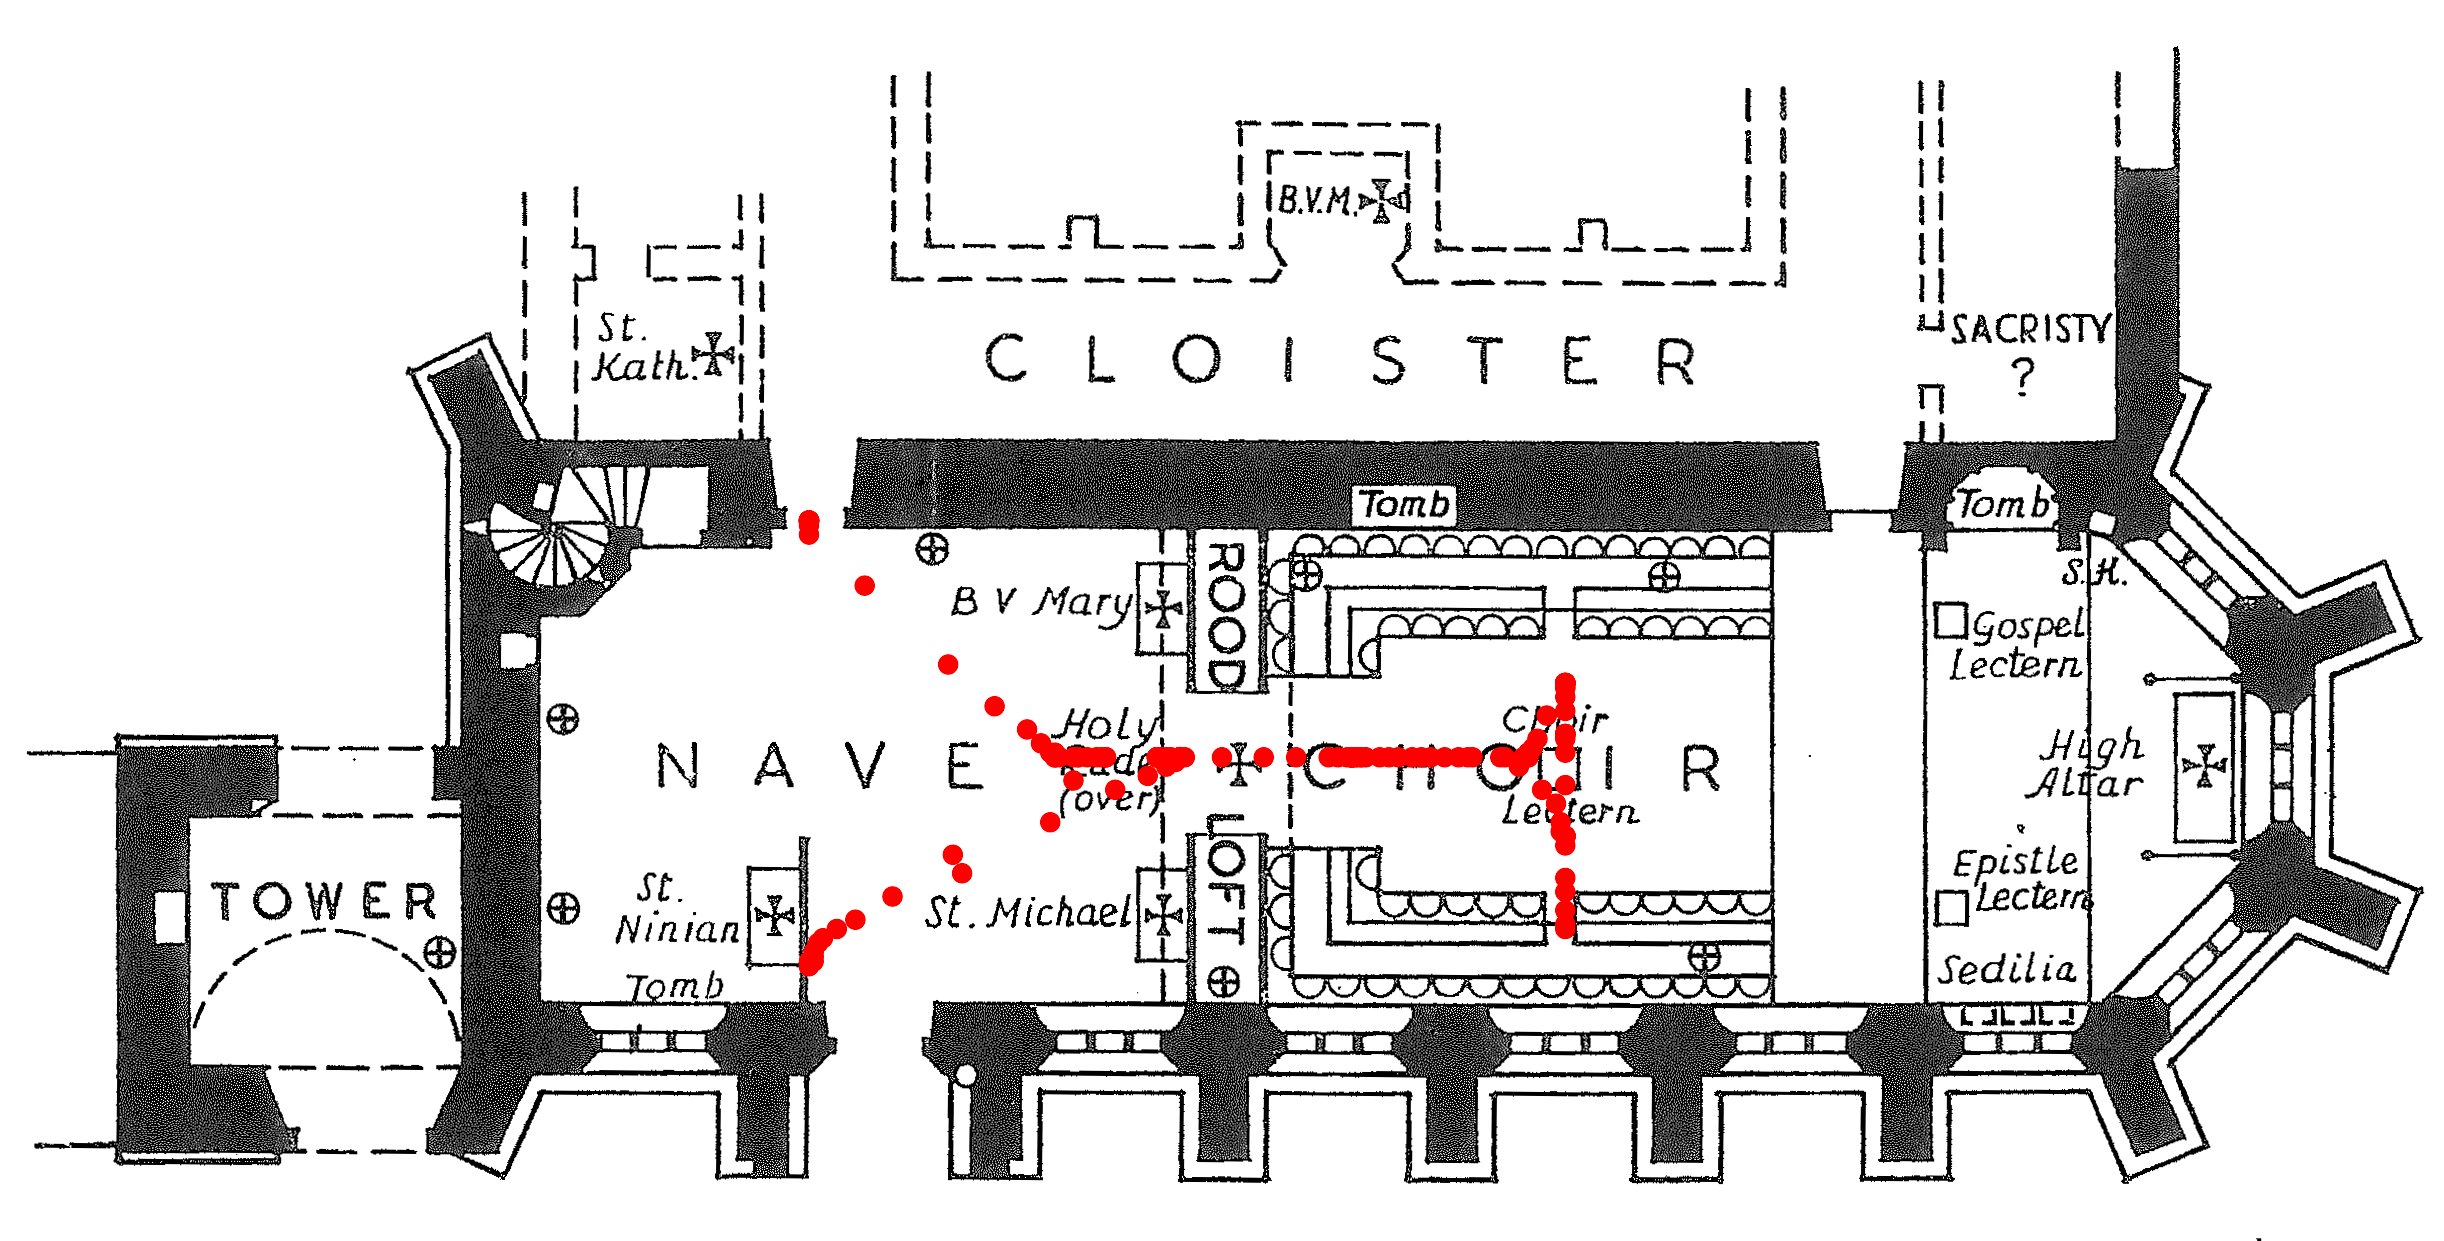 B.V.M.
St.
Kath.
CLOISTER
SACRISTY
?
Tomb
Tomb
ROOD
LOFT
B V Mary
S.H.
Gospel
Lectern
Holy
Rude
(over)
NAVE
CHOIR
Choir
Lectern
High
Altar
TOWER
St.
Ninian
Tomb
St. Michael
Epistle
Lectern
Sedilia